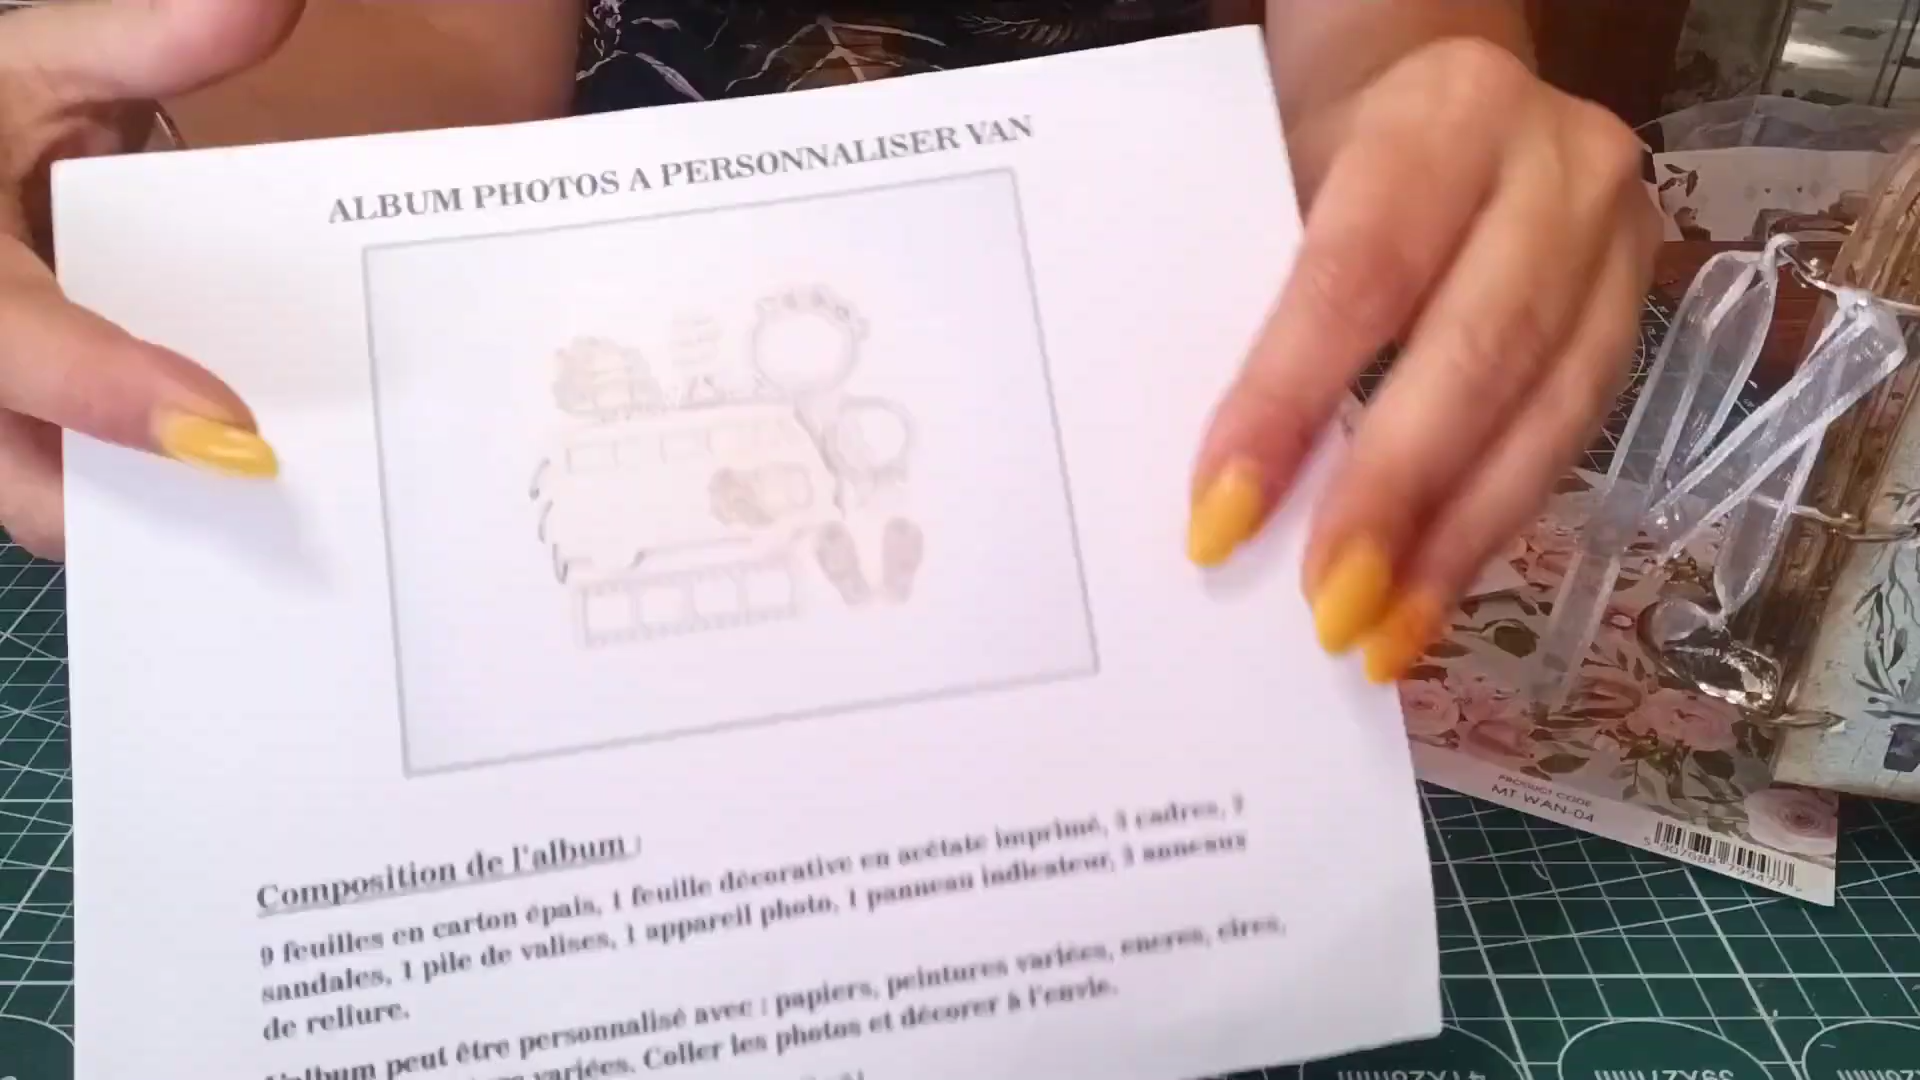 ALBUM PHOTOS A PERSONNALISER VAN
Composition de l'album :
9 feuilles en carton épais, 1 feuille décorative en acétate imprimé, 3 cadres, 2
sandales, 1 pile de valises, 1 appareil photo, 1 panneau indicateur, 3 anneaux
de reliure.
L'album peut être personnalisé avec : papiers, peintures variées, encres, cires,
variées. Coller les photos et décorer à l'envie.
PRODUCT CODE
MT-WAN-04